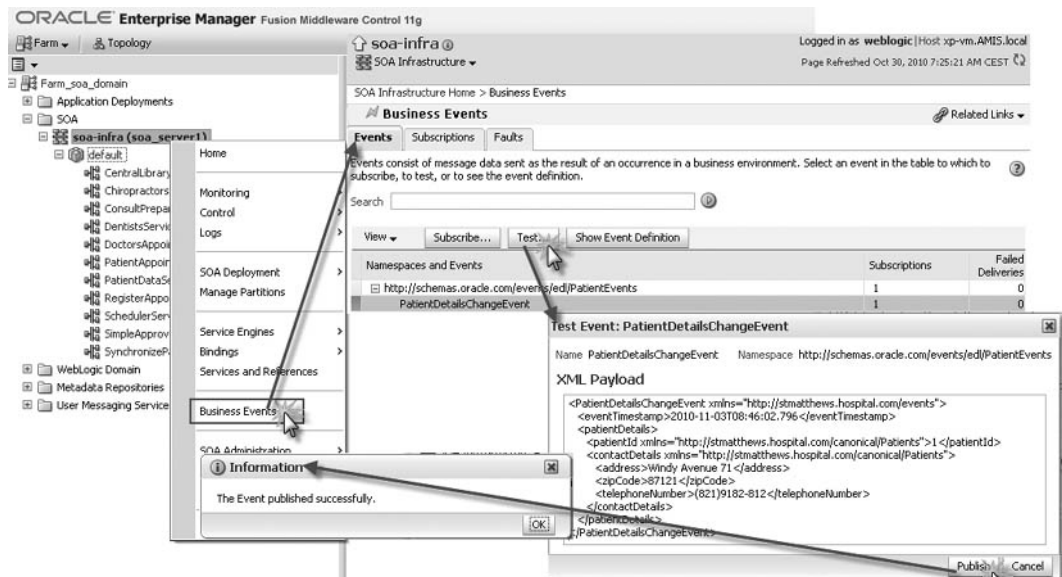 ORACLE Enterprise Manager Fusion Middleware Control 11g
Farm
Topology
Farm_soa_domain
Application Deployments
SOA
soa-infra (soa_server1)
default
CentralLibrary
Chiropractors
ConsultPrepar
DentistsServic
DoctorsAppoi
PatientAppoin
PatientDataSe
RegisterAppo
SchedulerServ
SimpleApprov
SynchronizePa
WebLogic Domain
Metadata Repositories
User Messaging Service
Home
Monitoring
Control
Logs
SOA Deployment
Manage Partitions
Service Engines
Bindings
Services and References
Business Events
SOA Administration
soa-infra
SOA Infrastructure
Logged in as weblogic|Host xp-vm.AMIS.local
Page Refreshed Oct 30, 2010 7:25:21 AM CEST
SOA Infrastructure Home > Business Events
Business Events
Related Links
Events Subscriptions Faults
Events consist of message data sent as the result of an occurrence in a business environment. Select an event in the table to which to
subscribe, to test, or to see the event definition.
Search
View Subscribe... Test... Show Event Definition
Namespaces and Events Subscriptions Failed Deliveries
http://schemas.oracle.com/events/edl/PatientEvents 1 0
PatientDetailsChangeEvent 1 0
Test Event: PatientDetailsChangeEvent
Name PatientDetailsChangeEvent Namespace http://schemas.oracle.com/events/edl/PatientEvents
XML Payload
<PatientDetailsChangeEvent xmlns="http://stmatthews.hospital.com/events">
<eventTimestamp>2010-11-03T08:46:02.796</eventTimestamp>
<patientDetails>
<patientId xmlns="http://stmatthews.hospital.com/canonical/Patients">1</patientId>
<contactDetails xmlns="http://stmatthews.hospital.com/canonical/Patients">
<address>Windy Avenue 71</address>
<zipCode>87121</zipCode>
<telephoneNumber>(821)9182-812</telephoneNumber>
</contactDetails>
</patientDetails>
</PatientDetailsChangeEvent>
Publish Cancel
Information
The Event published successfully.
OK